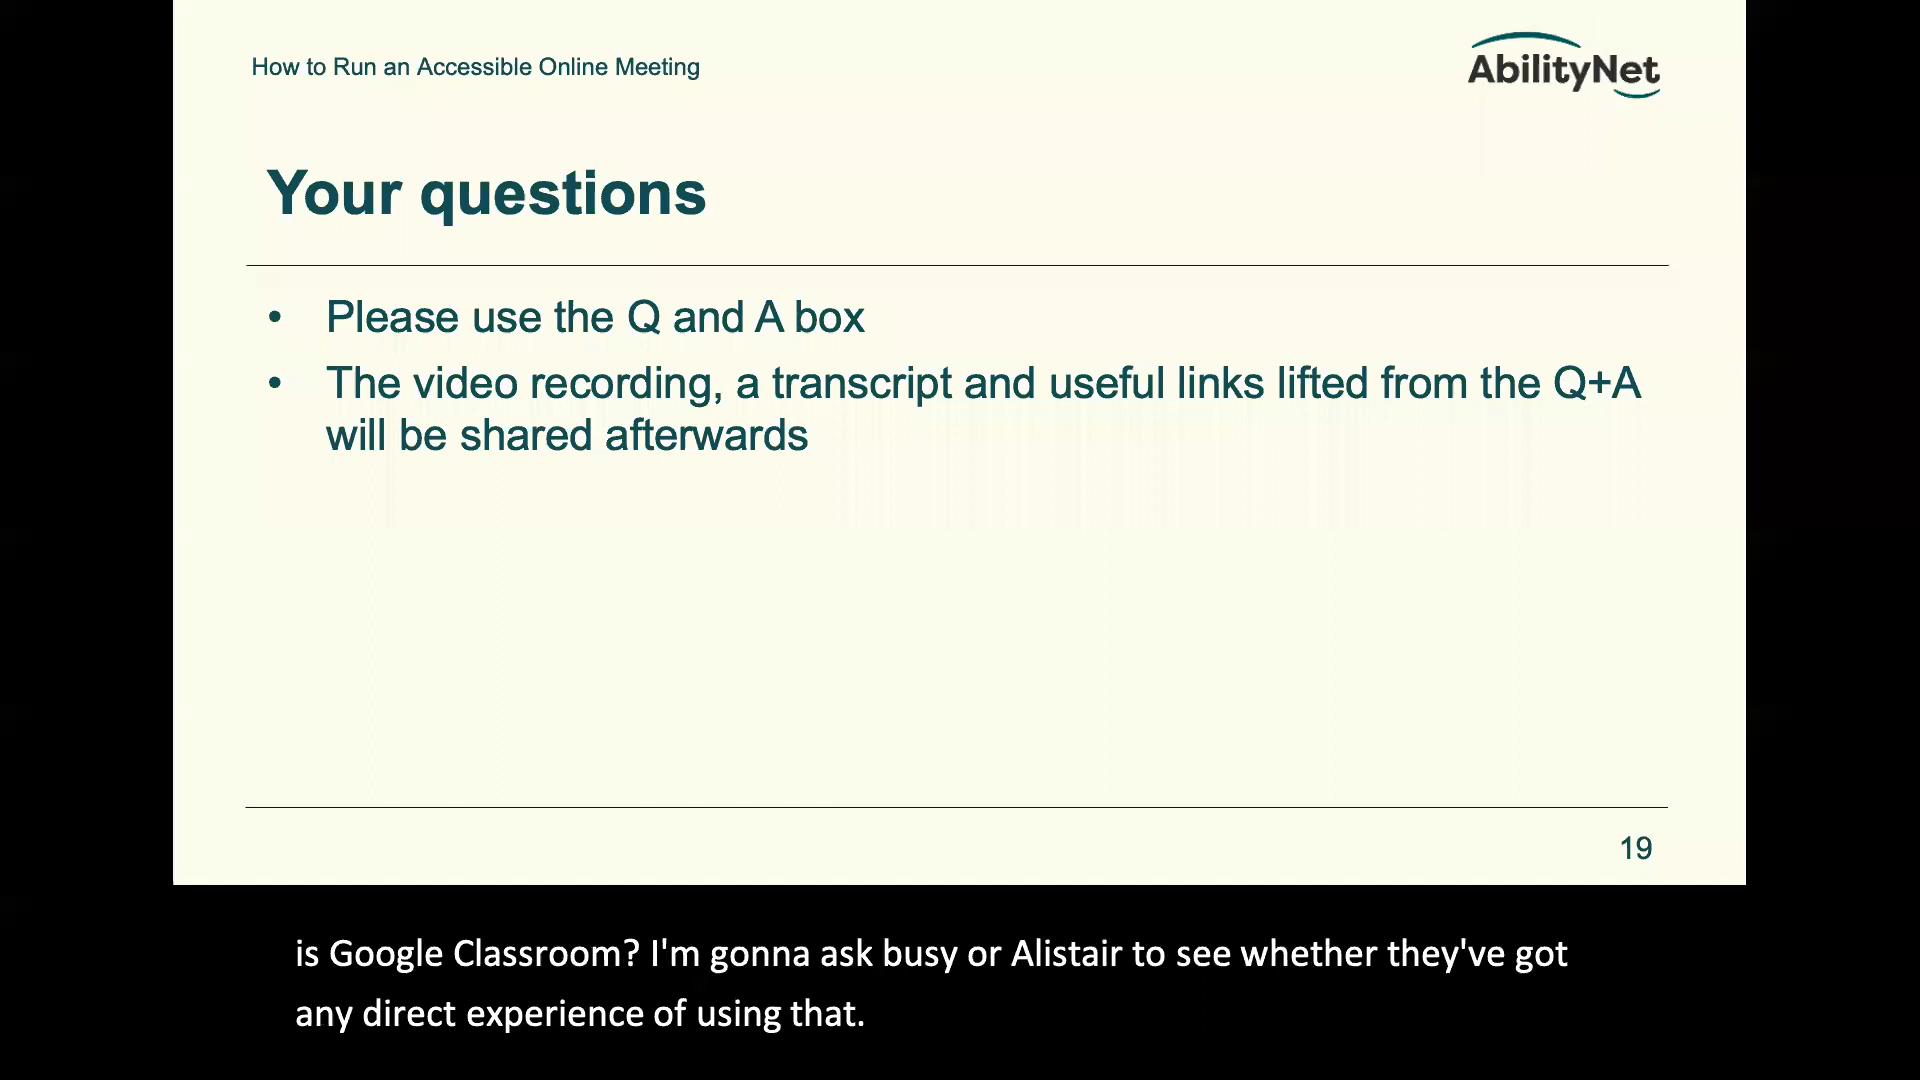 How to Run an Accessible Online Meeting
AbilityNet
Your questions
• Please use the Q and A box
• The video recording, a transcript and useful links lifted from the Q+A
will be shared afterwards
19
is Google Classroom? I'm gonna ask busy or Alistair to see whether they've got
any direct experience of using that.